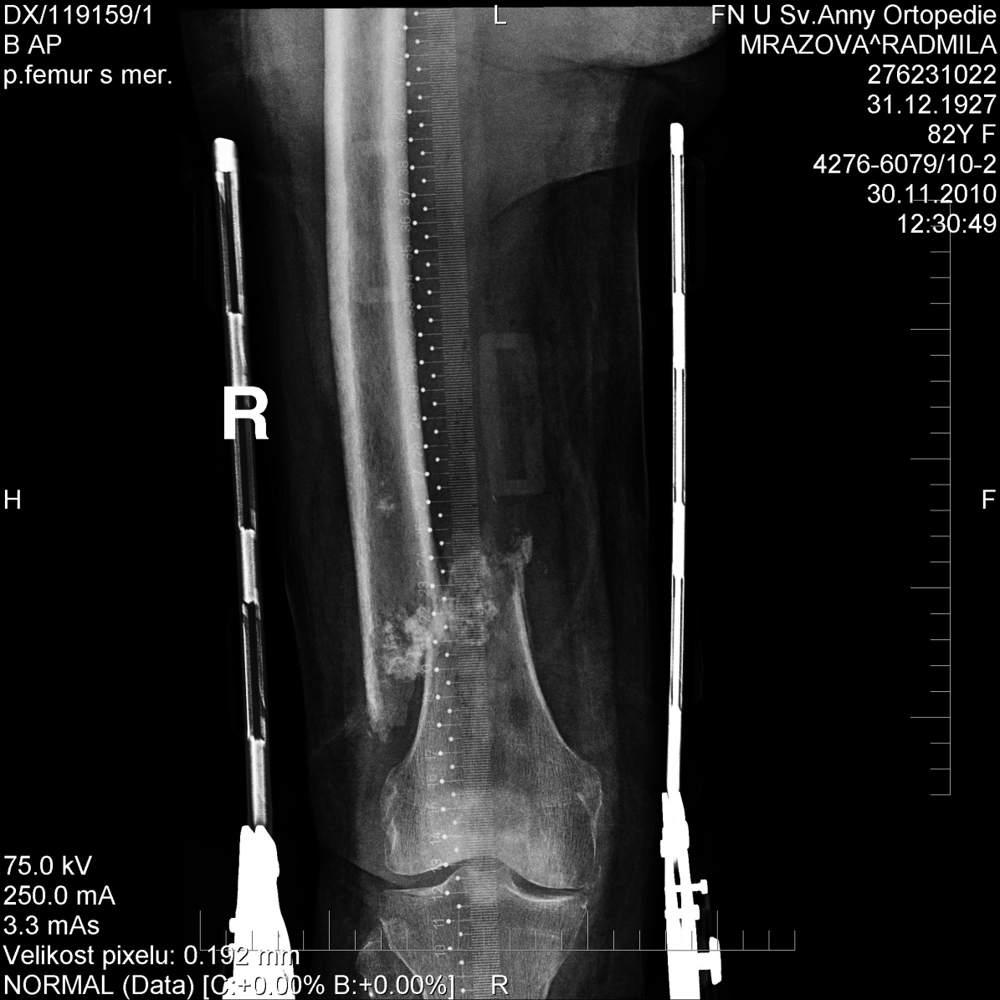 DX/119159/1
B AP
p.femur s mer.
L
FN U Sv.Anny Ortopedie
MRAZOVA^RADMILA
276231022
31.12.1927
82Y F
4276-6079/10-2
30.11.2010
12:30:49
R
H
F
75.0 kV
250.0 mA
3.3 mAs
Velikost pixelu: 0.192 mm
NORMAL (Data) [C:+0.00% B:+0.00%]
R